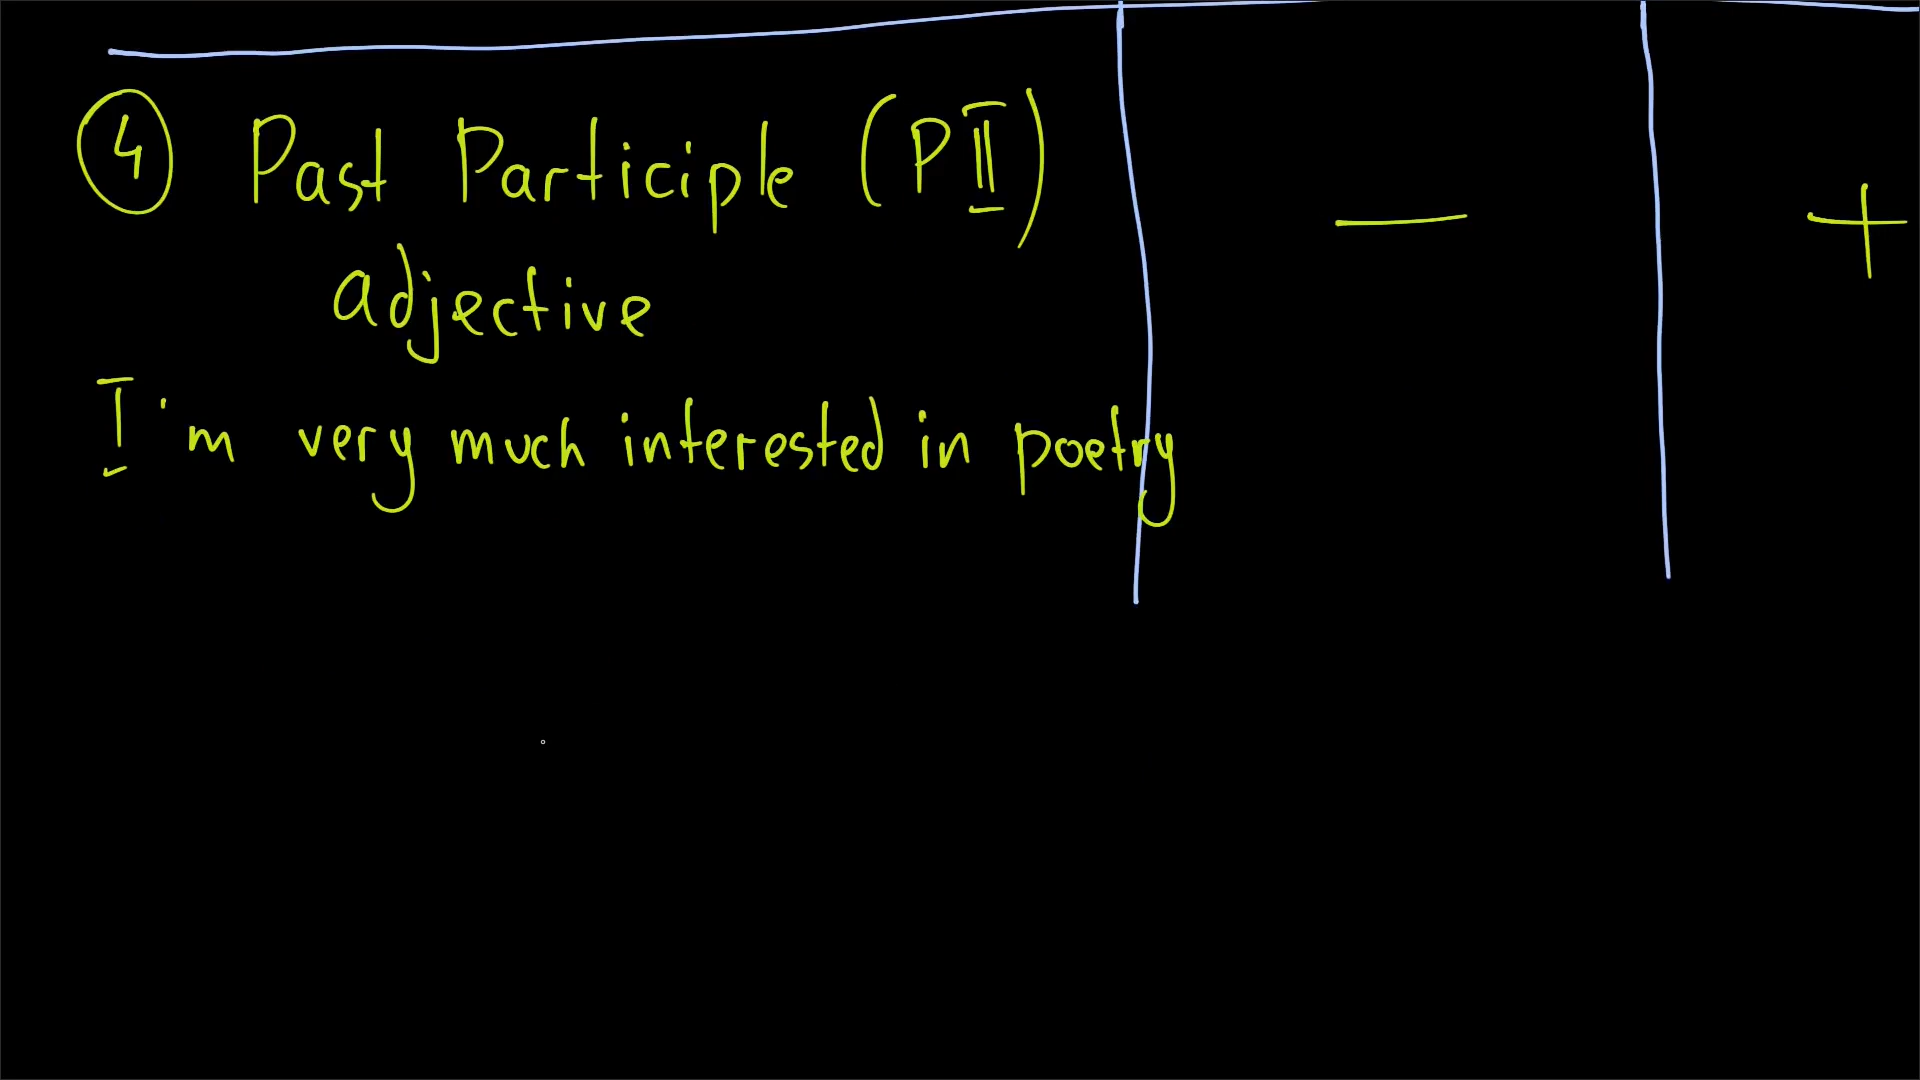 4 Past Participle (PII) — +
adjective
I'm very much interested in poetry